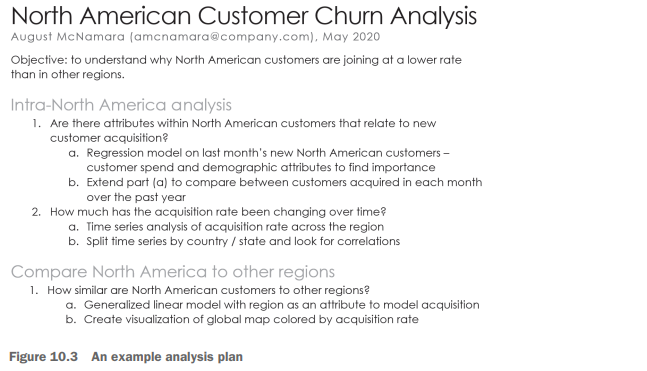 North American Customer Churn Analysis
August McNamara (amcnamara@company.com), May 2020
Objective: to understand why North American customers are joining at a lower rate
than in other regions.
Intra-North America analysis
1. Are there attributes within North American customers that relate to new
customer acquisition?
a. Regression model on last month's new North American customers –
customer spend and demographic attributes to find importance
b. Extend part (a) to compare between customers acquired in each month
over the past year
2. How much has the acquisition rate been changing over time?
a. Time series analysis of acquisition rate across the region
b. Split time series by country / state and look for correlations
Compare North America to other regions
1. How similar are North American customers to other regions?
a. Generalized linear model with region as an attribute to model acquisition
b. Create visualization of global map colored by acquisition rate
Figure 10.3 An example analysis plan